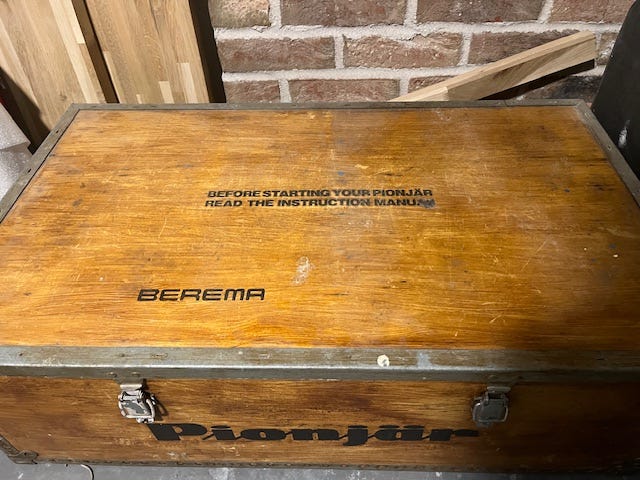 BEFORE STARTING YOUR PIONJÄR
READ THE INSTRUCTION MANUAL
BEREMA
Pionjär